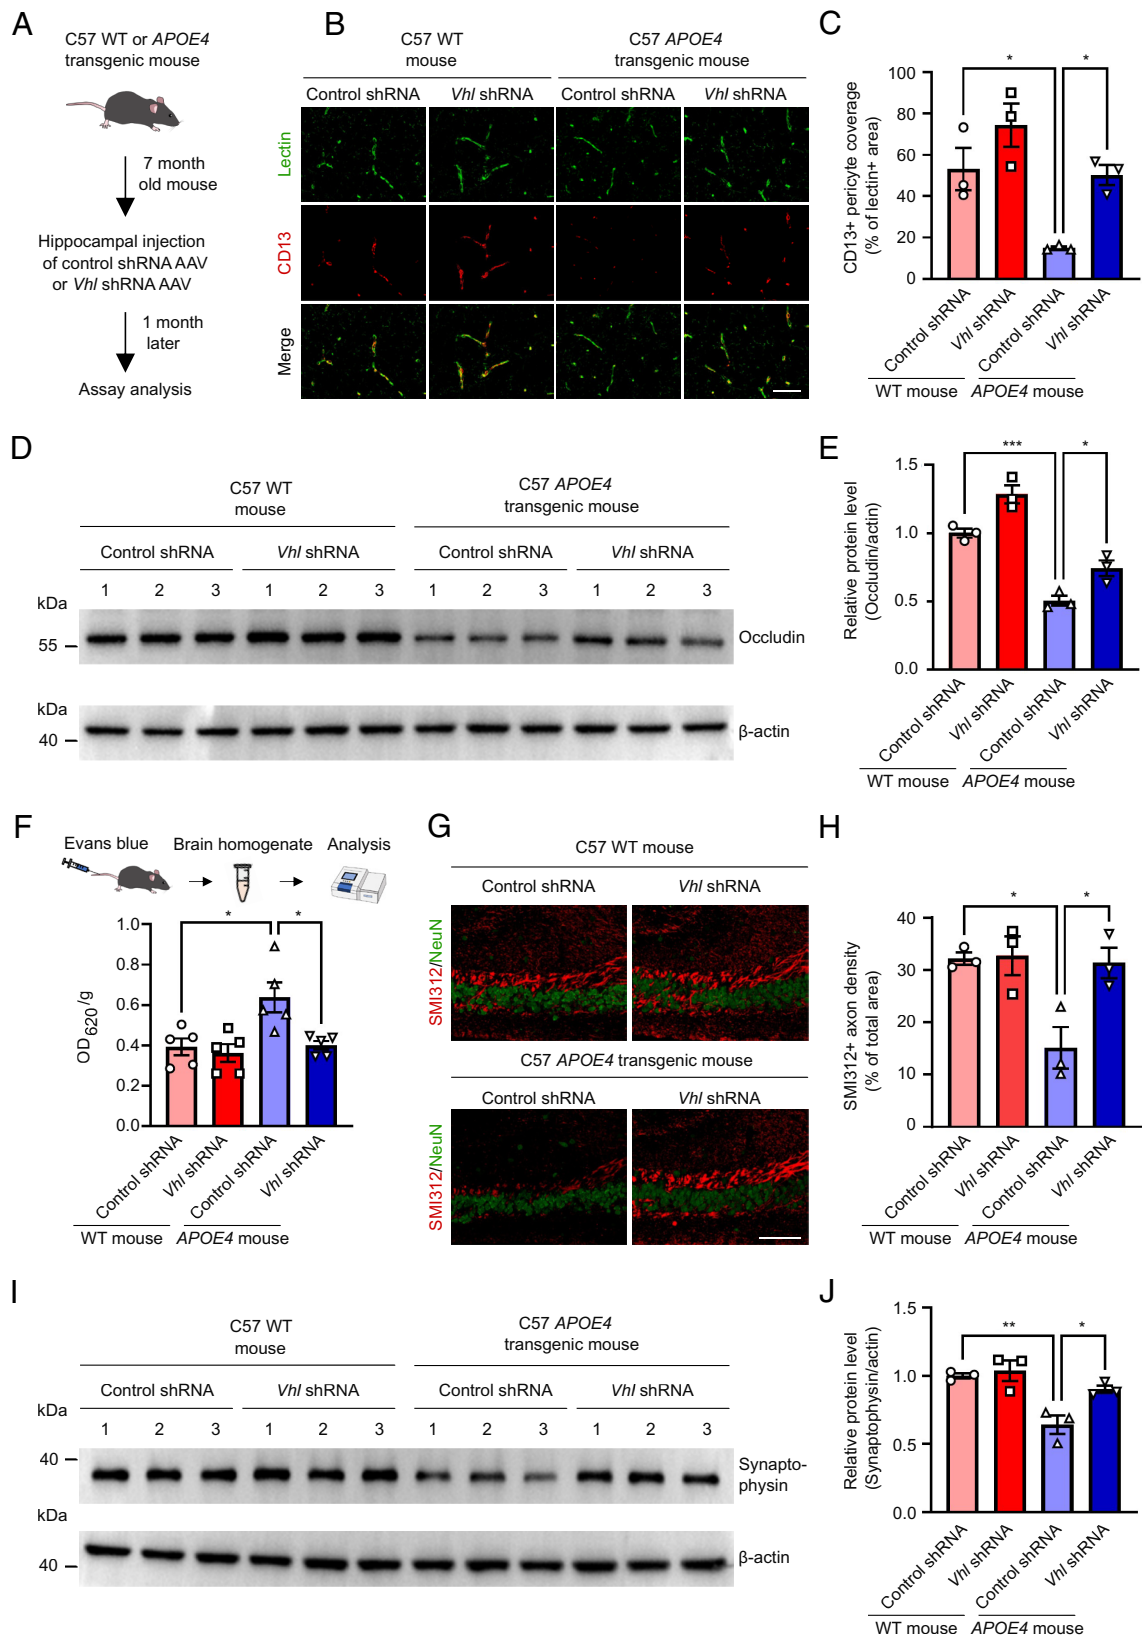 A
C57 WT or APOE4
transgenic mouse
7 month
old mouse
Hippocampal injection
of control shRNA AAV
or Vhl shRNA AAV
1 month
later
Assay analysis
B
C57 WT
mouse
C57 APOE4
transgenic mouse
Control shRNA
Vhl shRNA
Control shRNA
Vhl shRNA
Lectin
CD13
Merge
C
CD13+ pericyte coverage
(% of lectin+ area)
100
80
60
40
20
0
*
*
Control shRNA
Vhl shRNA
Control shRNA
Vhl shRNA
WT mouse
APOE4 mouse
D
C57 WT
mouse
C57 APOE4
transgenic mouse
Control shRNA
Vhl shRNA
Control shRNA
Vhl shRNA
1 2 3 1 2 3 1 2 3 1 2 3
kDa
55
Occludin
kDa
40
β-actin
E
Relative protein level
(Occludin/actin)
1.5
1.0
0.5
0.0
***
*
Control shRNA
Vhl shRNA
Control shRNA
Vhl shRNA
WT mouse
APOE4 mouse
F
Evans blue
Brain homogenate
Analysis
OD620/g
1.0
0.8
0.6
0.4
0.2
0.0
*
*
Control shRNA
Vhl shRNA
Control shRNA
Vhl shRNA
WT mouse
APOE4 mouse
G
C57 WT mouse
Control shRNA
Vhl shRNA
SMI312/NeuN
C57 APOE4 transgenic mouse
Control shRNA
Vhl shRNA
SMI312/NeuN
H
SMI312+ axon density
(% of total area)
40
30
20
10
0
*
*
Control shRNA
Vhl shRNA
Control shRNA
Vhl shRNA
WT mouse
APOE4 mouse
I
C57 WT
mouse
C57 APOE4
transgenic mouse
Control shRNA
Vhl shRNA
Control shRNA
Vhl shRNA
1 2 3 1 2 3 1 2 3 1 2 3
kDa
40
Synapto-
physin
kDa
40
β-actin
J
Relative protein level
(Synaptophysin/actin)
1.5
1.0
0.5
0.0
**
*
Control shRNA
Vhl shRNA
Control shRNA
Vhl shRNA
WT mouse
APOE4 mouse